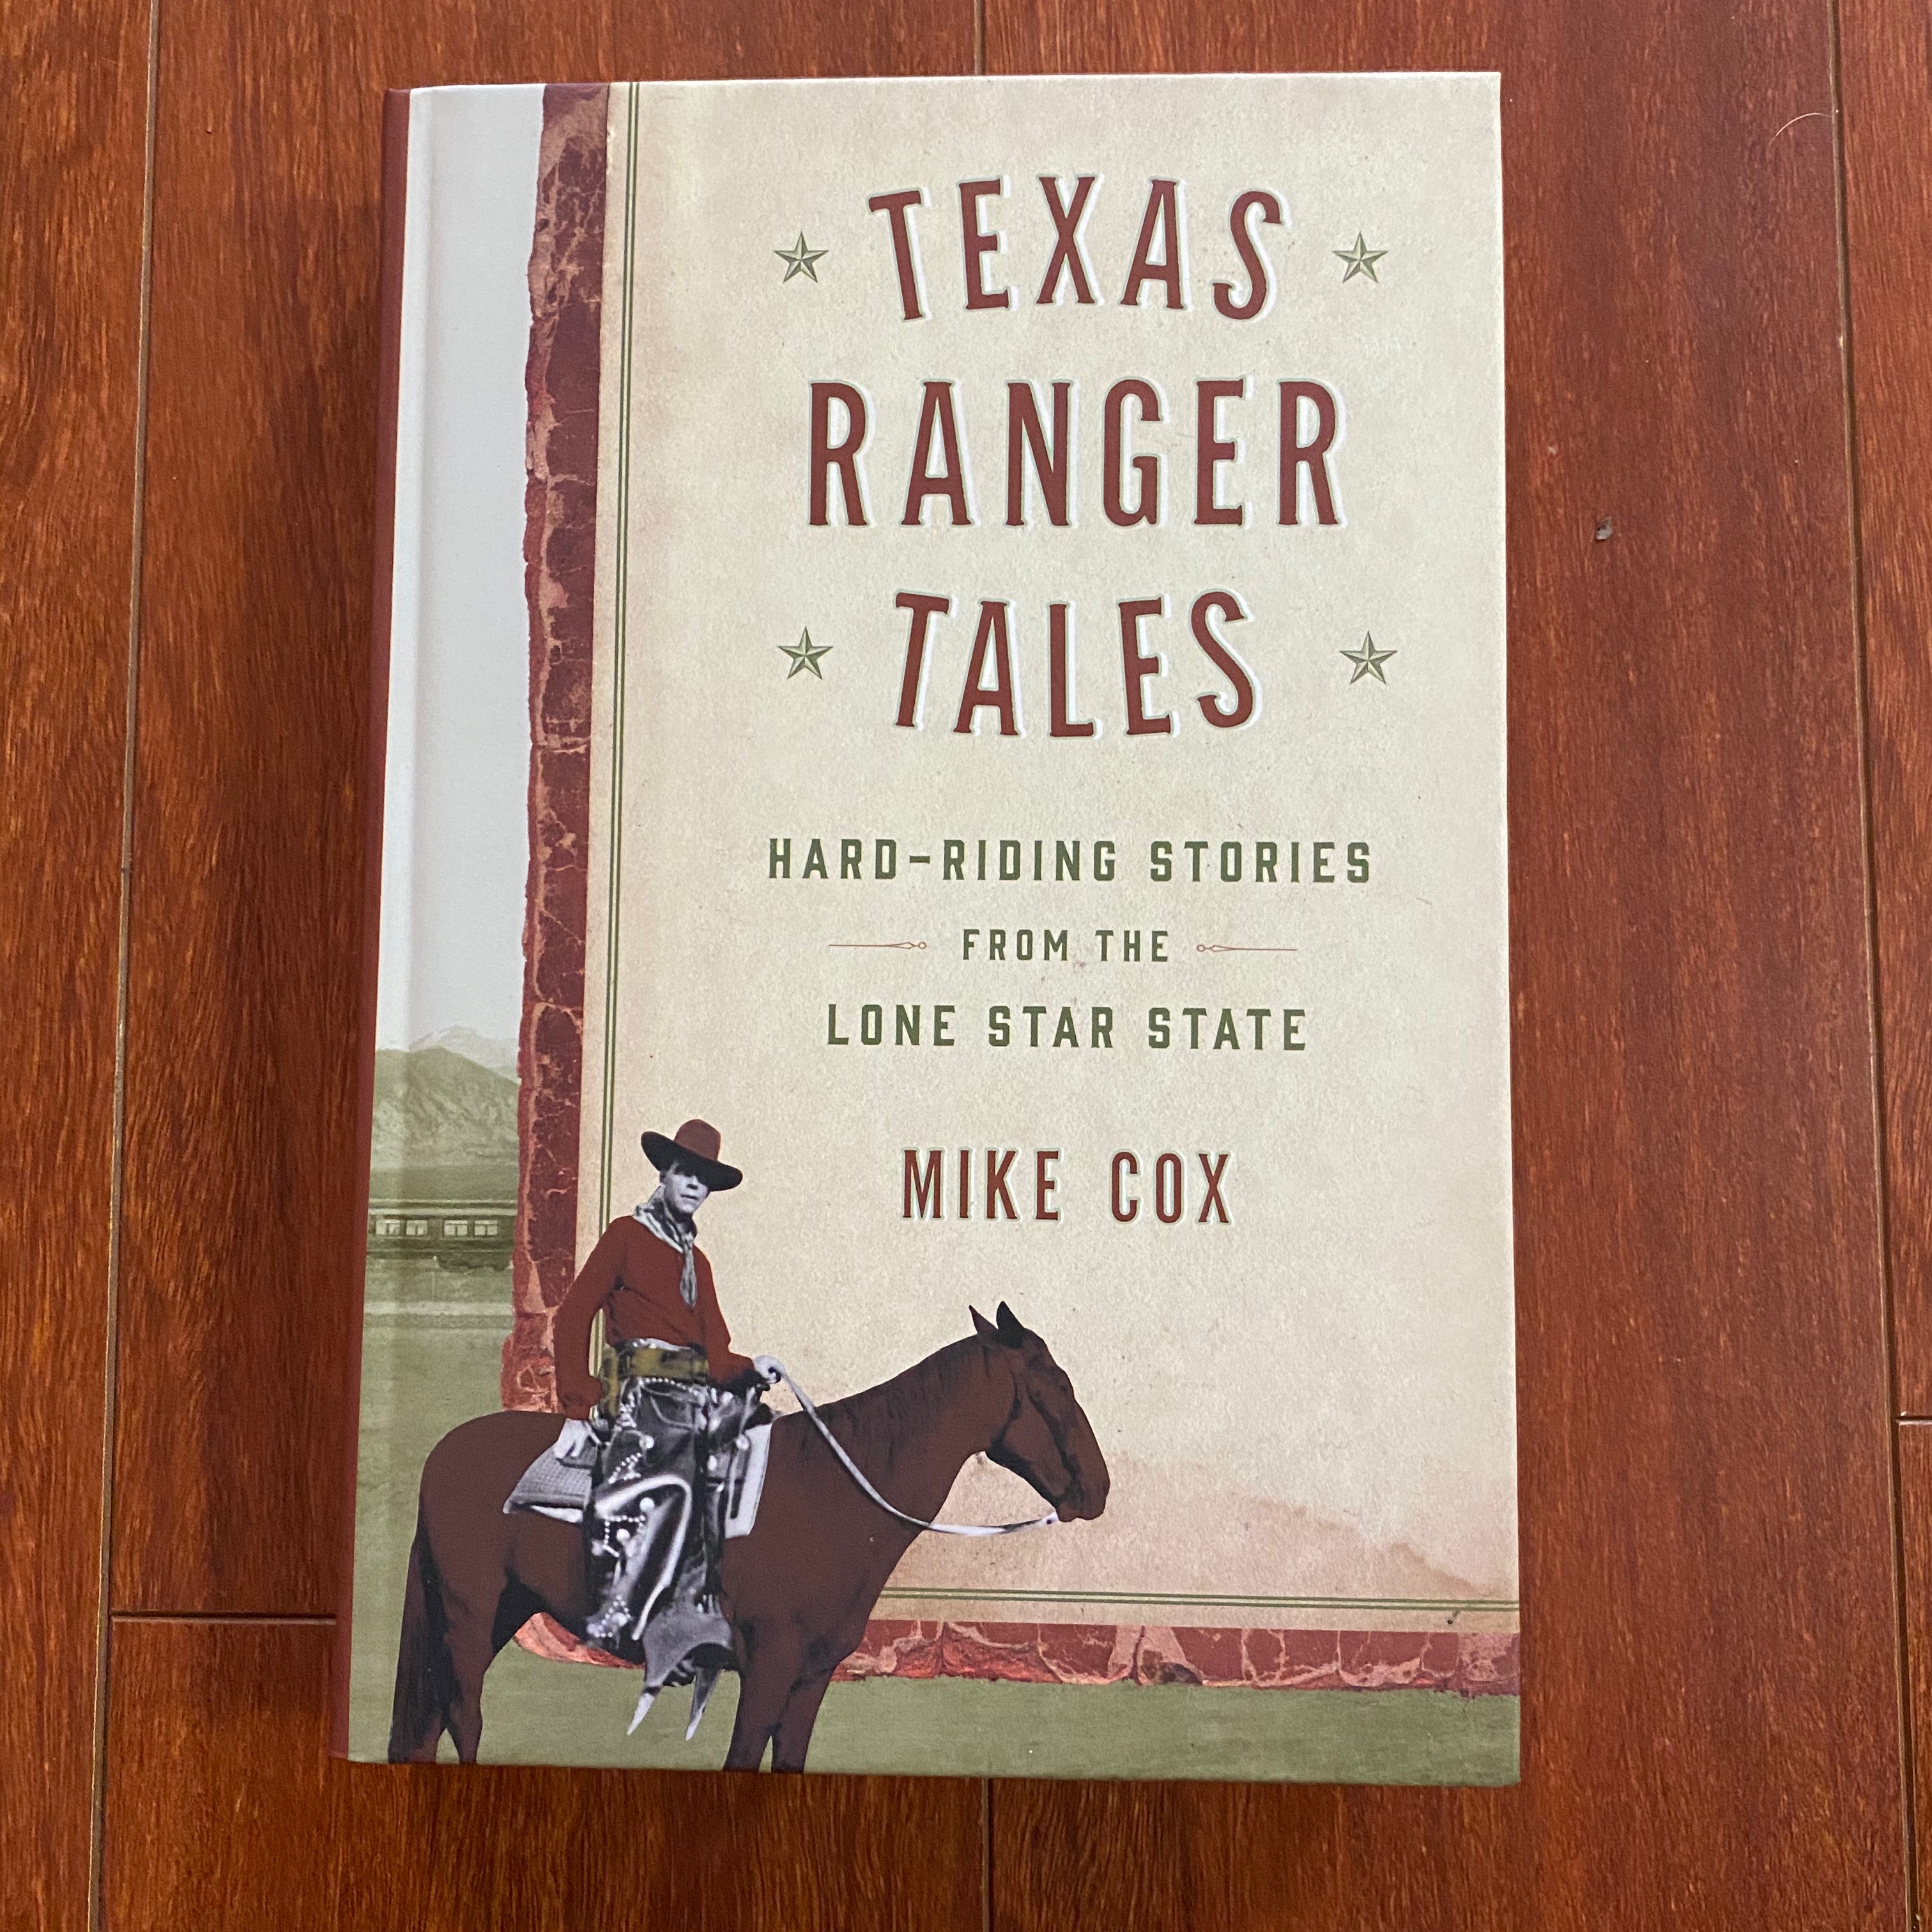 TEXAS
RANGER
TALES
HARD-RIDING STORIES
FROM THE
LONE STAR STATE
MIKE COX